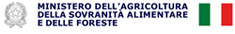 MINISTERO DELL'AGRICOLTURA
DELLA SOVRANITÀ ALIMENTARE
E DELLE FORESTE